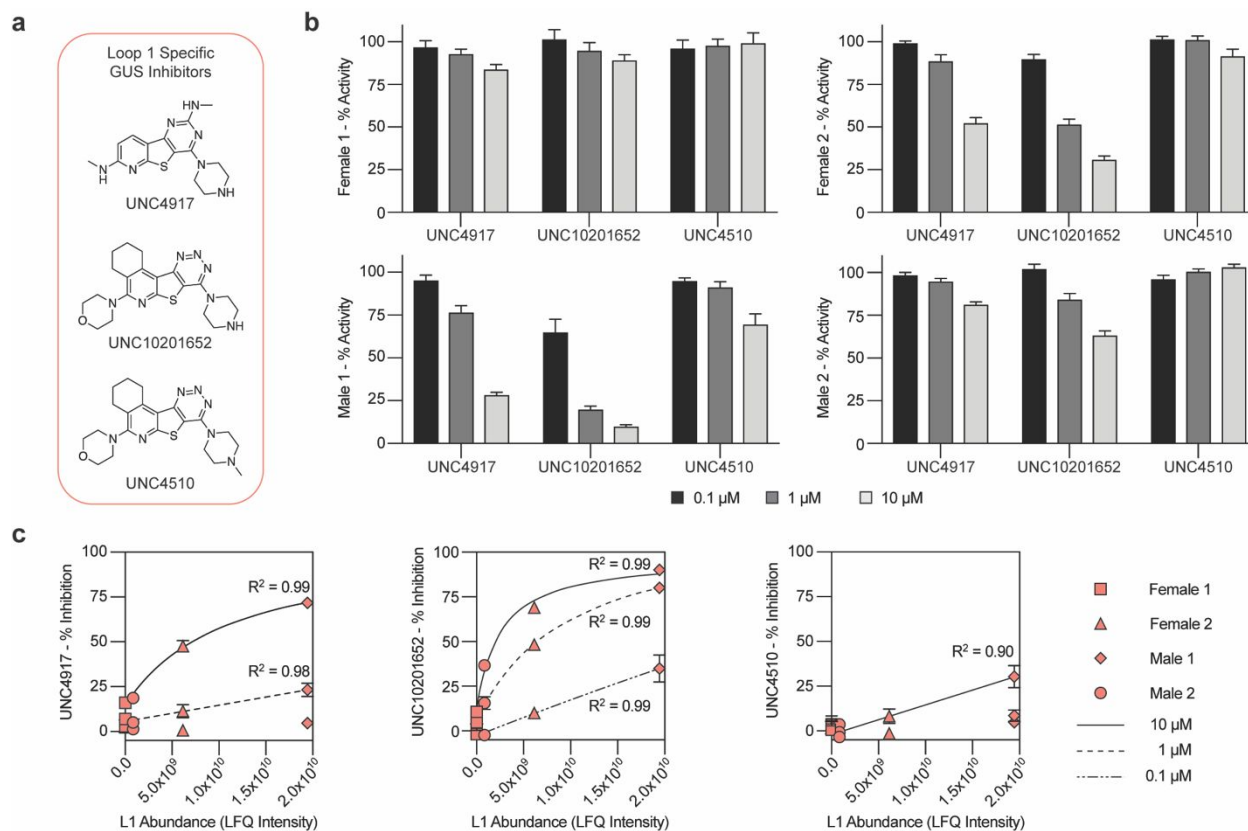 a
Loop 1 Specific
GUS Inhibitors
HN
N
N
N
H
N
S
N
NH
UNC4917
N=N
N
O
N
N
S
N
NH
UNC10201652
N=N
N
O
N
N
S
N
N
UNC4510
b
Female 1 - % Activity
100
75
50
25
0
UNC4917 UNC10201652 UNC4510
Female 2 - % Activity
100
75
50
25
0
UNC4917 UNC10201652 UNC4510
Male 1 - % Activity
100
75
50
25
0
UNC4917 UNC10201652 UNC4510
Male 2 - % Activity
100
75
50
25
0
UNC4917 UNC10201652 UNC4510
0.1 µM 1 µM 10 µM
c
UNC4917 - % Inhibition
100
75
50
25
0
R² = 0.99
R² = 0.98
0.0 5.0x10⁹ 1.0x10¹⁰ 1.5x10¹⁰ 2.0x10¹⁰
L1 Abundance (LFQ Intensity)
UNC10201652 - % Inhibition
100
75
50
25
0
R² = 0.99
R² = 0.99
R² = 0.99
0.0 5.0x10⁹ 1.0x10¹⁰ 1.5x10¹⁰ 2.0x10¹⁰
L1 Abundance (LFQ Intensity)
UNC4510 - % Inhibition
100
75
50
25
0
R² = 0.90
0.0 5.0x10⁹ 1.0x10¹⁰ 1.5x10¹⁰ 2.0x10¹⁰
L1 Abundance (LFQ Intensity)
Female 1
Female 2
Male 1
Male 2
10 µM
1 µM
0.1 µM